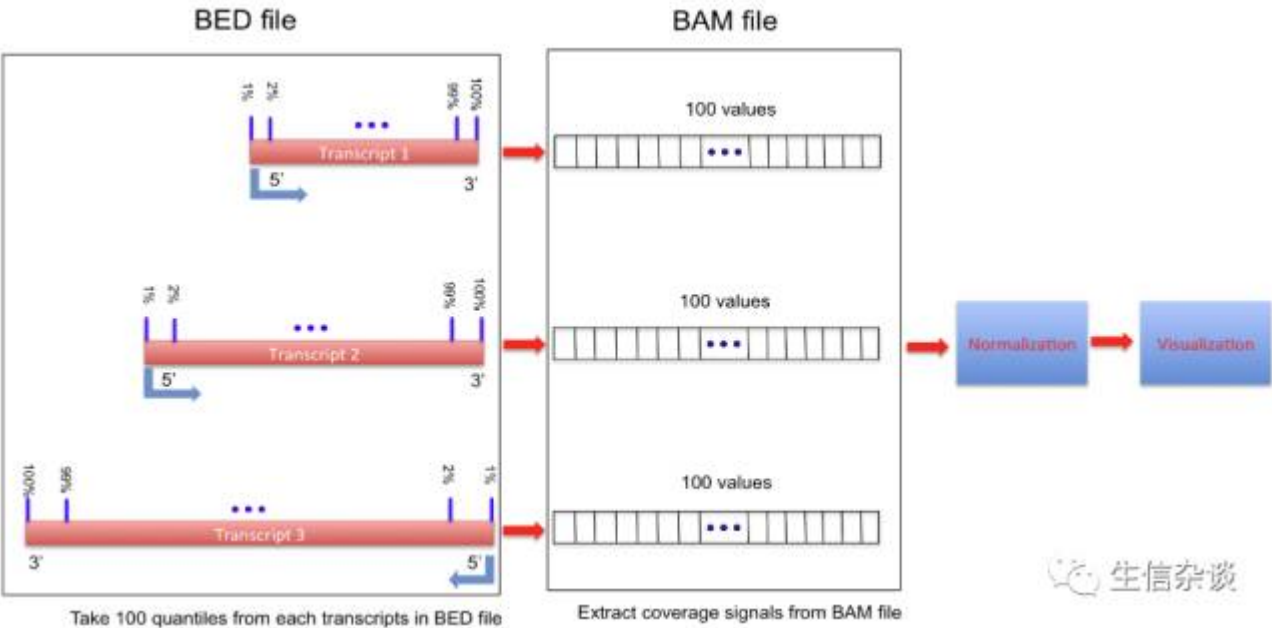 BED file
BAM file
1% 2% 99% 100%
100 values
Transcript 1
5' 3'
1% 2% 99% 100%
100 values
Transcript 2
5' 3'
Normalization
Visualization
100% 99% 2% 1%
100 values
Transcript 3
3' 5'
生信杂谈
Take 100 quantiles from each transcripts in BED file
Extract coverage signals from BAM file